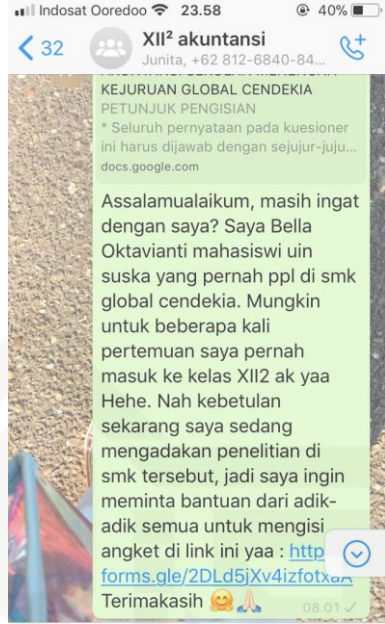 Indosat Ooredoo 23.58 40%
32 XII² akuntansi
Junita, +62 812-6840-84...
KEJURUAN GLOBAL CENDEKIA
PETUNJUK PENGISIAN
* Seluruh pernyataan pada kuesioner
ini harus dijawab dengan sejujur-juju...
docs.google.com
Assalamualaikum, masih ingat
dengan saya? Saya Bella
Oktavianti mahasiswi uin
suska yang pernah ppl di smk
global cendekia. Mungkin
untuk beberapa kali
pertemuan saya pernah
masuk ke kelas XII2 ak yaa
Hehe. Nah kebetulan
sekarang saya sedang
mengadakan penelitian di
smk tersebut, jadi saya ingin
meminta bantuan dari adik-
adik semua untuk mengisi
angket di link ini yaa : http
forms.gle/2DLd5jXv4izfotxaA
Terimakasih 🤗🙏🏻 08.01